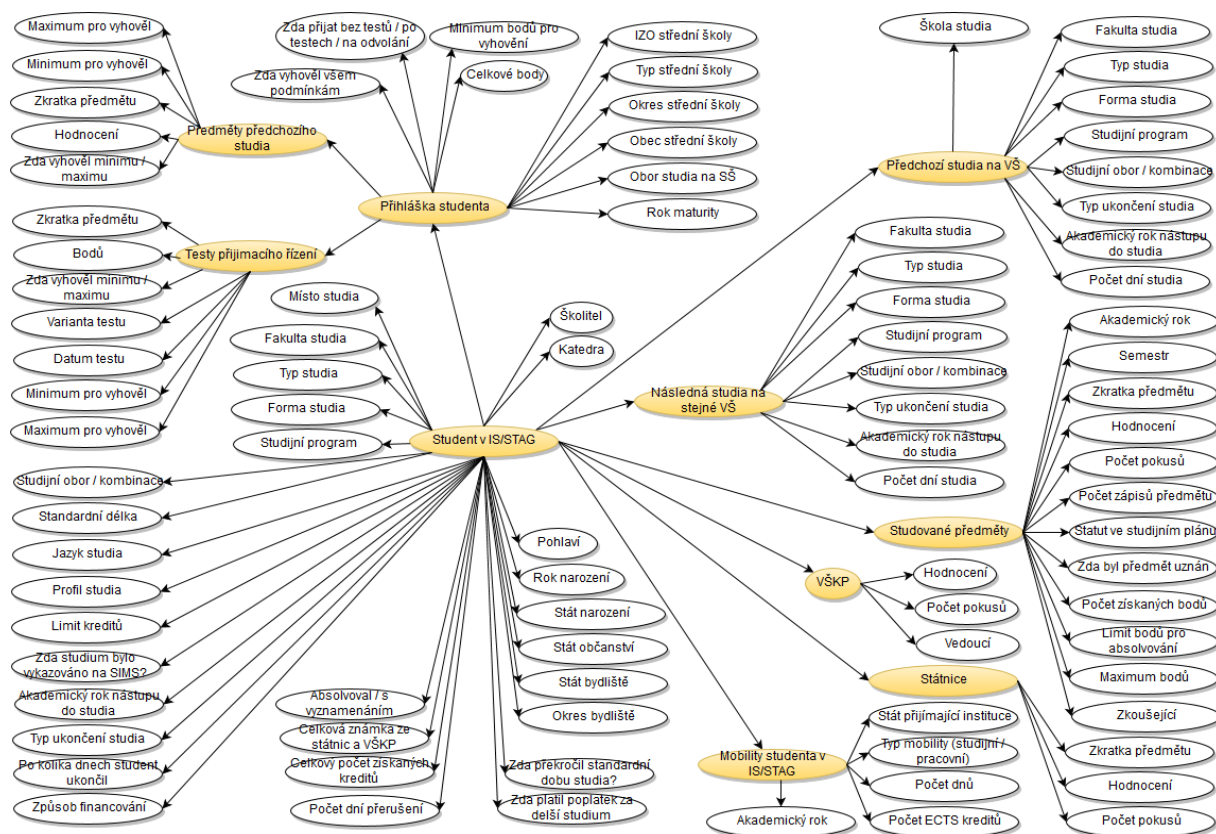 Maximum pro vyhověl
Minimum pro vyhověl
Zkratka předmětu
Hodnocení
Zda vyhověl minimu /
maximu
Předměty předchozího
studia
Zda přijat bez testů / po
testech / na odvolání
Minimum bodů pro
vyhovění
Zda vyhověl všem
podmínkám
Celkové body
IZO střední školy
Typ střední školy
Okres střední školy
Obec střední školy
Obor studia na SŠ
Rok maturity
Přihláška studenta
Škola studia
Fakulta studia
Typ studia
Forma studia
Studijní program
Studijní obor / kombinace
Typ ukončení studia
Akademický rok nástupu
do studia
Počet dní studia
Předchozí studia na VŠ
Zkratka předmětu
Bodů
Zda vyhověl minimu /
maximu
Varianta testu
Datum testu
Minimum pro vyhověl
Maximum pro vyhověl
Testy přijimacího řízení
Místo studia
Fakulta studia
Typ studia
Forma studia
Studijní program
Školitel
Katedra
Student v IS/STAG
Následná studia na
stejné VŠ
Fakulta studia
Typ studia
Forma studia
Studijní program
Studijní obor / kombinace
Typ ukončení studia
Akademický rok nástupu
do studia
Počet dní studia
Studované předměty
Akademický rok
Semestr
Zkratka předmětu
Hodnocení
Počet pokusů
Počet zápisů předmětu
Statut ve studijním plánu
Zda byl předmět uznán
Počet získaných bodů
Limit bodů pro
absolvování
Maximum bodů
Zkoušející
Studijní obor / kombinace
Standardní délka
Jazyk studia
Profil studia
Limit kreditů
Zda studium bylo
vykazováno na SIMS?
Akademický rok nástupu
do studia
Typ ukončení studia
Po kolika dnech student
ukončil
Způsob financování
Absolvoval / s
vyznamenáním
Celková známka ze
státnic a VŠKP
Celkový počet získaných
kreditů
Počet dní přerušení
Pohlaví
Rok narození
Stát narození
Stát občanství
Stát bydliště
Okres bydliště
Zda překročil standardní
dobu studia?
Zda platil poplatek za
delší studium
VŠKP
Hodnocení
Počet pokusů
Vedoucí
Státnice
Zkratka předmětu
Hodnocení
Počet pokusů
Mobility studenta v
IS/STAG
Stát přijímající instituce
Typ mobility (studijní /
pracovní)
Počet dnů
Počet ECTS kreditů
Akademický rok